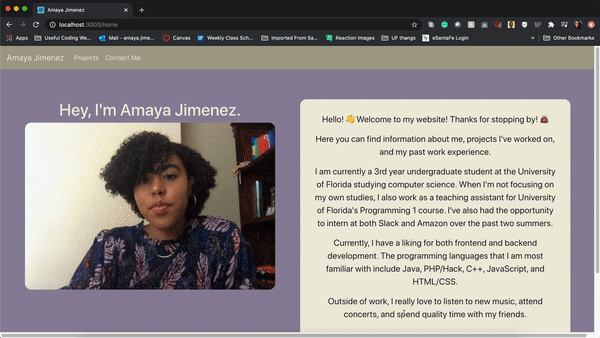 Amaya Jimenez
localhost:3000/home
Apps Useful Coding We... Mail - amaya.jime... Canvas Weekly Class Sch... Imported From Sa... Reaction Images UF thangs eSantaFe Login » Other Bookmarks
Amaya Jimenez Projects Contact Me
Hey, I'm Amaya Jimenez.
Hello! 👋 Welcome to my website! Thanks for stopping by!
Here you can find information about me, projects I've worked on,
and my past work experience.
I am currently a 3rd year undergraduate student at the University
of Florida studying computer science. When I'm not focusing on
my own studies, I also work as a teaching assistant for University
of Florida's Programming 1 course. I've also had the opportunity
to intern at both Slack and Amazon over the past two summers.
Currently, I have a liking for both frontend and backend
development. The programming languages that I am most
familiar with include Java, PHP/Hack, C++, JavaScript, and
HTML/CSS.
Outside of work, I really love to listen to new music, attend
concerts, and spend quality time with my friends.